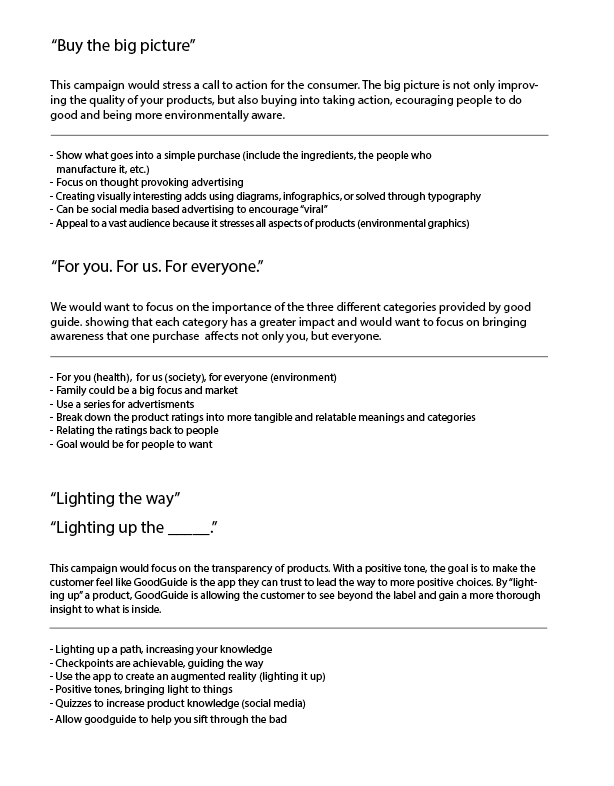 “Buy the big picture”
This campaign would stress a call to action for the consumer. The big picture is not only improv-
ing the quality of your products, but also buying into taking action, ecouraging people to do
good and being more environmentally aware.
- Show what goes into a simple purchase (include the ingredients, the people who
manufacture it, etc.)
- Focus on thought provoking advertising
- Creating visually interesting adds using diagrams, infographics, or solved through typography
- Can be social media based advertising to encourage “viral”
- Appeal to a vast audience because it stresses all aspects of products (environmental graphics)
“For you. For us. For everyone.”
We would want to focus on the importance of the three different categories provided by good
guide. showing that each category has a greater impact and would want to focus on bringing
awareness that one purchase affects not only you, but everyone.
- For you (health), for us (society), for everyone (environment)
- Family could be a big focus and market
- Use a series for advertisments
- Break down the product ratings into more tangible and relatable meanings and categories
- Relating the ratings back to people
- Goal would be for people to want
“Lighting the way”
“Lighting up the _____.”
This campaign would focus on the transparency of products. With a positive tone, the goal is to make the
customer feel like GoodGuide is the app they can trust to lead the way to more positive choices. By “light-
ing up” a product, GoodGuide is allowing the customer to see beyond the label and gain a more thorough
insight to what is inside.
- Lighting up a path, increasing your knowledge
- Checkpoints are achievable, guiding the way
- Use the app to create an augmented reality (lighting it up)
- Positive tones, bringing light to things
- Quizzes to increase product knowledge (social media)
- Allow goodguide to help you sift through the bad